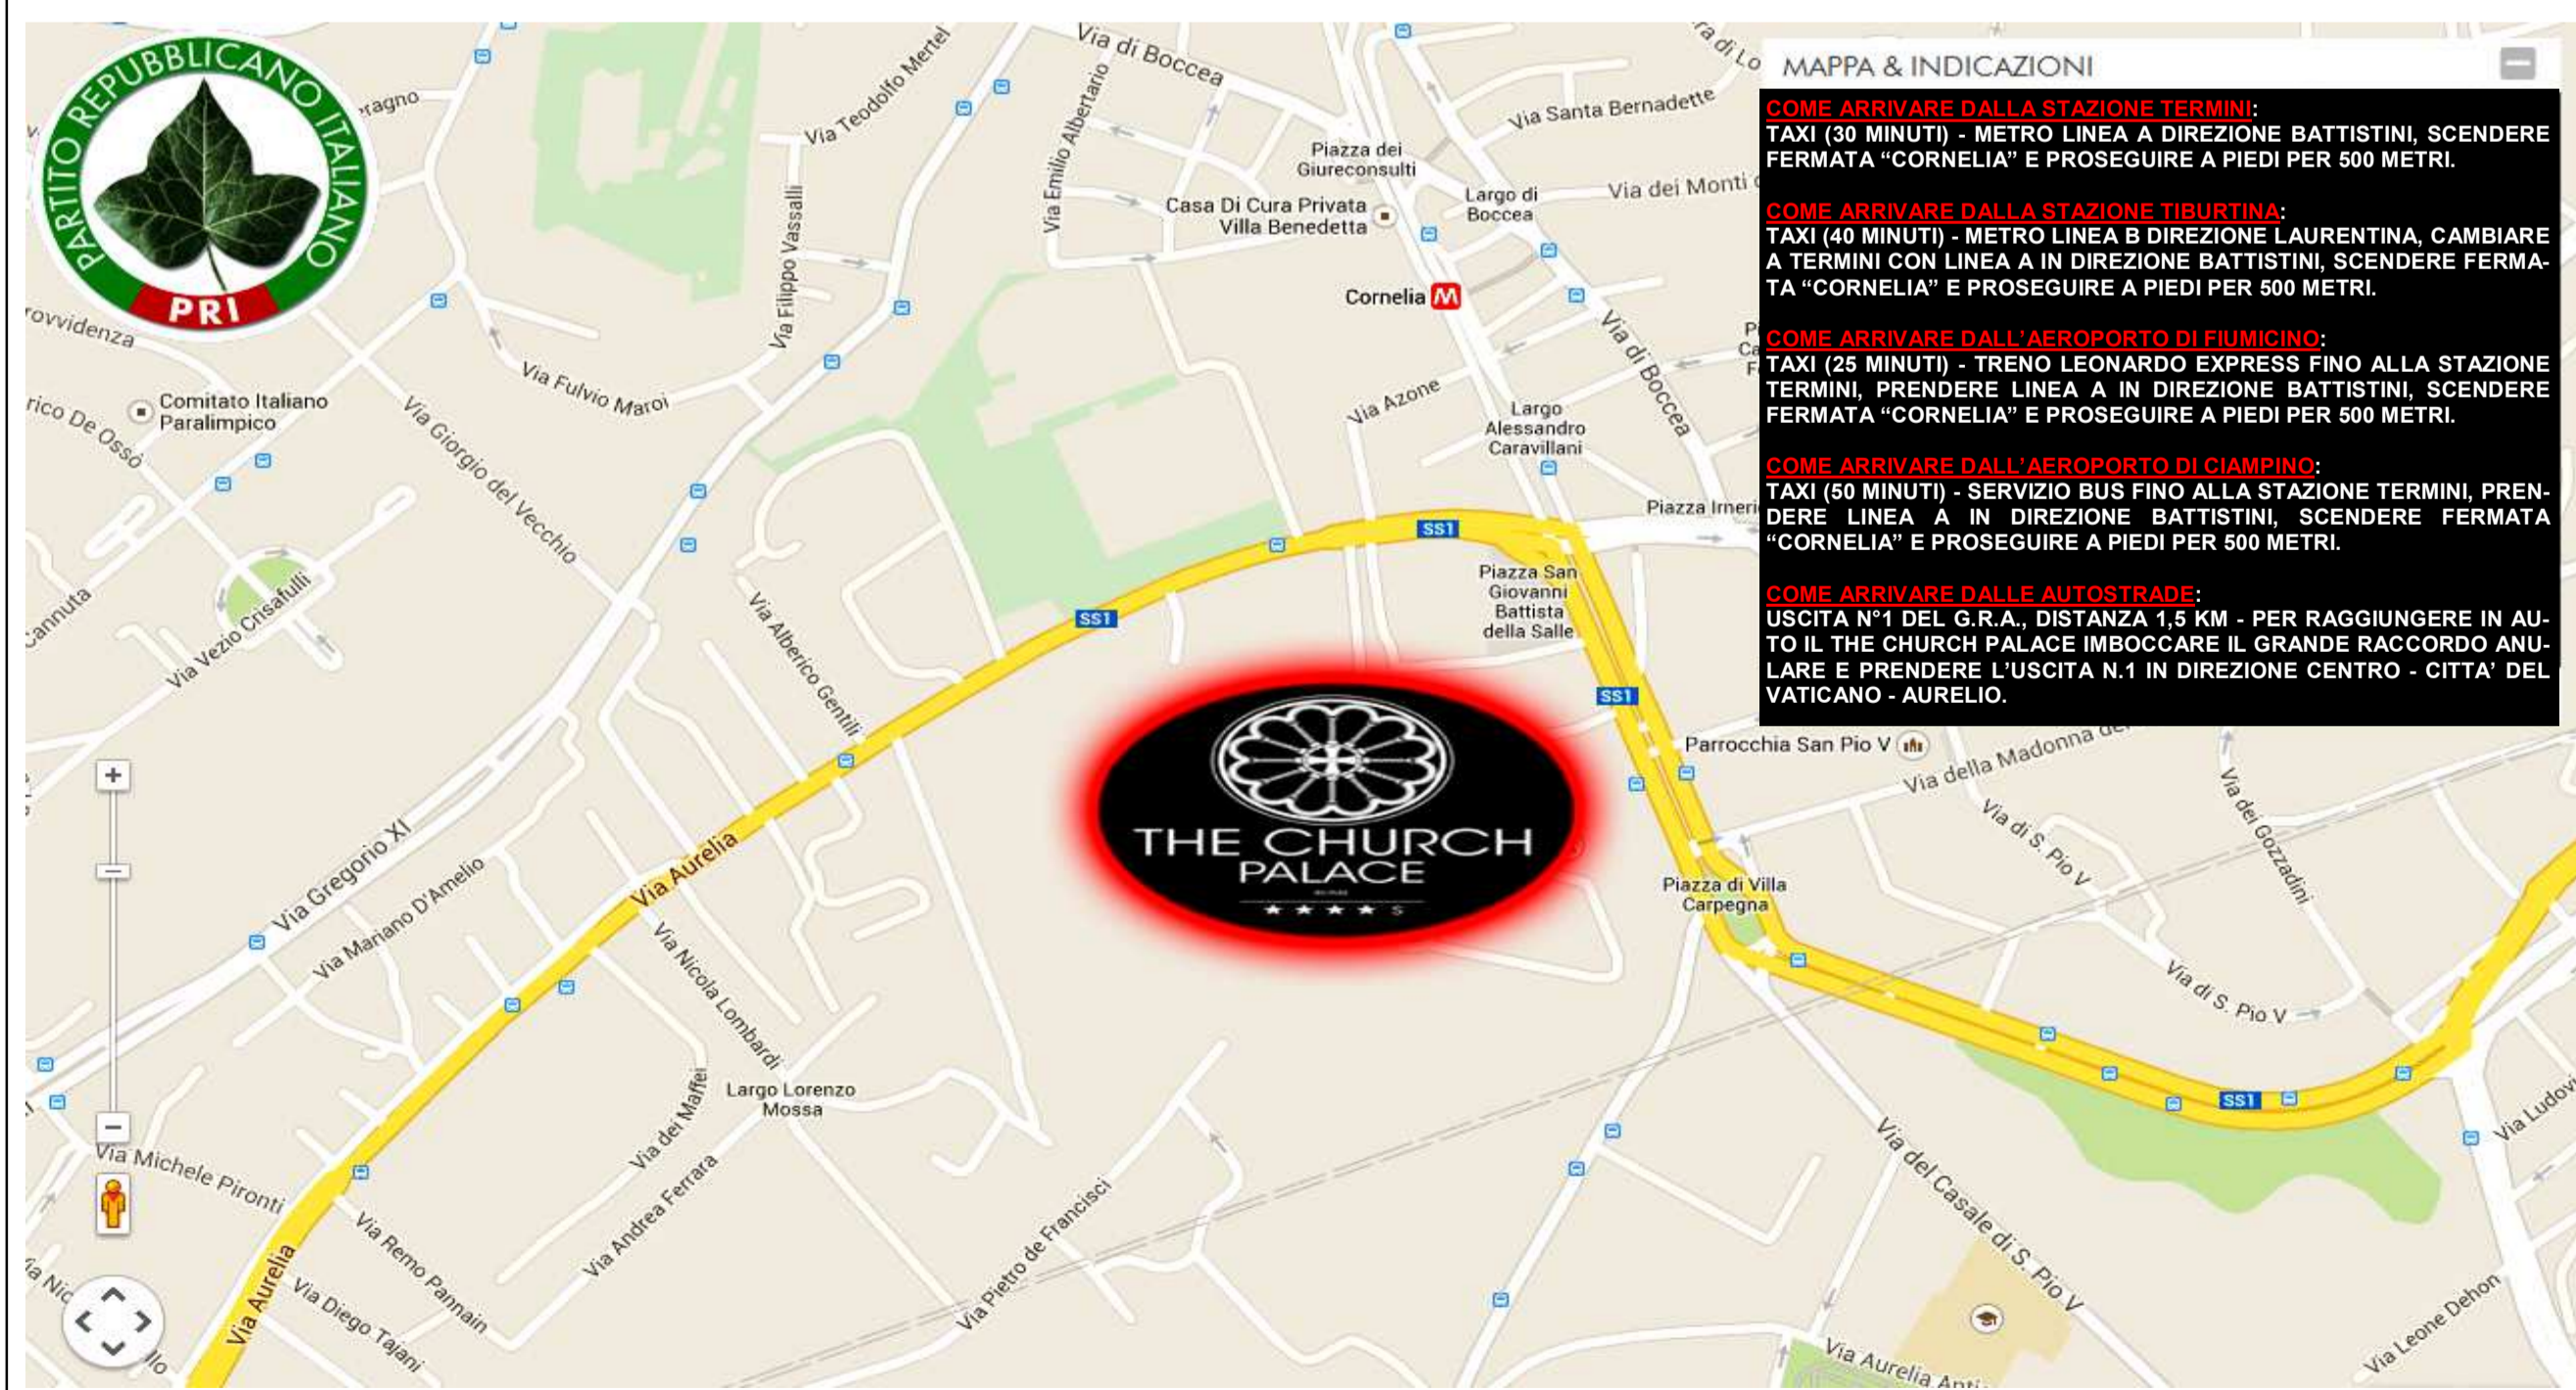 PARTITO REPUBBLICANO ITALIANO
PRI
MAPPA & INDICAZIONI
COME ARRIVARE DALLA STAZIONE TERMINI:
TAXI (30 MINUTI) - METRO LINEA A DIREZIONE BATTISTINI, SCENDERE
FERMATA “CORNELIA” E PROSEGUIRE A PIEDI PER 500 METRI.
COME ARRIVARE DALLA STAZIONE TIBURTINA:
TAXI (40 MINUTI) - METRO LINEA B DIREZIONE LAURENTINA, CAMBIARE
A TERMINI CON LINEA A IN DIREZIONE BATTISTINI, SCENDERE FERMA-
TA “CORNELIA” E PROSEGUIRE A PIEDI PER 500 METRI.
COME ARRIVARE DALL’AEROPORTO DI FIUMICINO:
TAXI (25 MINUTI) - TRENO LEONARDO EXPRESS FINO ALLA STAZIONE
TERMINI, PRENDERE LINEA A IN DIREZIONE BATTISTINI, SCENDERE
FERMATA “CORNELIA” E PROSEGUIRE A PIEDI PER 500 METRI.
COME ARRIVARE DALL’AEROPORTO DI CIAMPINO:
TAXI (50 MINUTI) - SERVIZIO BUS FINO ALLA STAZIONE TERMINI, PREN-
DERE LINEA A IN DIREZIONE BATTISTINI, SCENDERE FERMATA
“CORNELIA” E PROSEGUIRE A PIEDI PER 500 METRI.
COME ARRIVARE DALLE AUTOSTRADE:
USCITA N°1 DEL G.R.A., DISTANZA 1,5 KM - PER RAGGIUNGERE IN AU-
TO IL THE CHURCH PALACE IMBOCCARE IL GRANDE RACCORDO ANU-
LARE E PRENDERE L’USCITA N.1 IN DIREZIONE CENTRO - CITTA’ DEL
VATICANO - AURELIO.
Via di Boccea
Via Teodolfo Mertel
Via Emilio Albertario
Via Santa Bernadette
Piazza dei
Giureconsulti
Largo di
Boccea
Via dei Monti
Casa Di Cura Privata
Villa Benedetta
Via Filippo Vassalli
Cornelia M
Via di Boccea
rovvidenza
Via Fulvio Maroi
Comitato Italiano
Paralimpico
rico De Ossò
Via Giorgio del Vecchio
Via Azone
Largo
Alessandro
Caravillani
Piazza Irneri
SS1
Piazza San
Giovanni
Battista
della Salle
Cannuta
Via Vezio Crisafulli
Via Alberico Gentili
SS1
SS1
THE CHURCH
PALACE
S
Parrocchia San Pio V
Via della Madonna
Via di S. Pio V
Via dei Gozzadini
Via Gregorio XI
Via Mariano D'Amelio
Via Aurelia
Piazza di Villa
Carpegna
Via Nicola Lombardi
Via di S. Pio V
Via dei Maffei
Largo Lorenzo
Mossa
SS1
Via Ludovi
Via Michele Pironti
Via Andrea Ferrara
Via Pietro de Francisci
Via del Casale di S. Pio V
Via Remo Pannain
Via Aurelia
Via Diego Tajani
Via Leone Dehon
Via Aurelia Anti